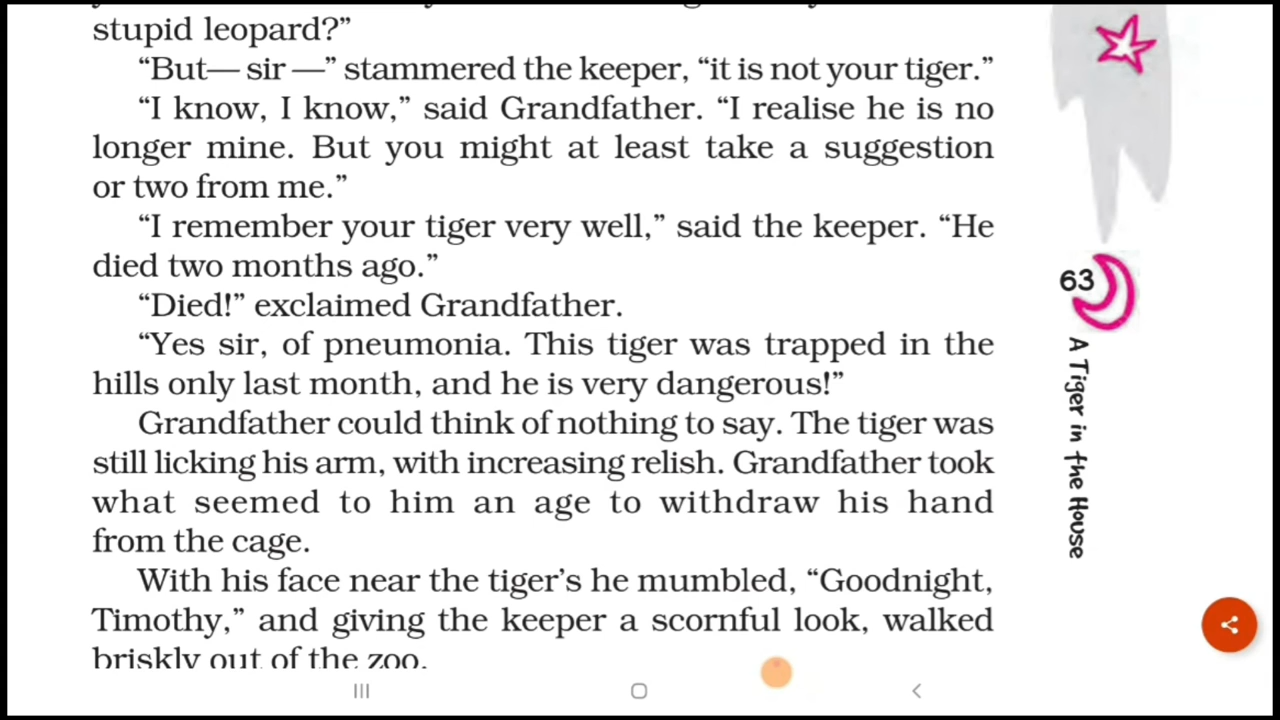 stupid leopard?”
“But— sir —” stammered the keeper, “it is not your tiger.”
“I know, I know,” said Grandfather. “I realise he is no
longer mine. But you might at least take a suggestion
or two from me.”
“I remember your tiger very well,” said the keeper. “He
died two months ago.”
“Died!” exclaimed Grandfather.
“Yes sir, of pneumonia. This tiger was trapped in the
hills only last month, and he is very dangerous!”
Grandfather could think of nothing to say. The tiger was
still licking his arm, with increasing relish. Grandfather took
what seemed to him an age to withdraw his hand
from the cage.
With his face near the tiger’s he mumbled, “Goodnight,
Timothy,” and giving the keeper a scornful look, walked
briskly out of the zoo.
63
A Tiger in the House